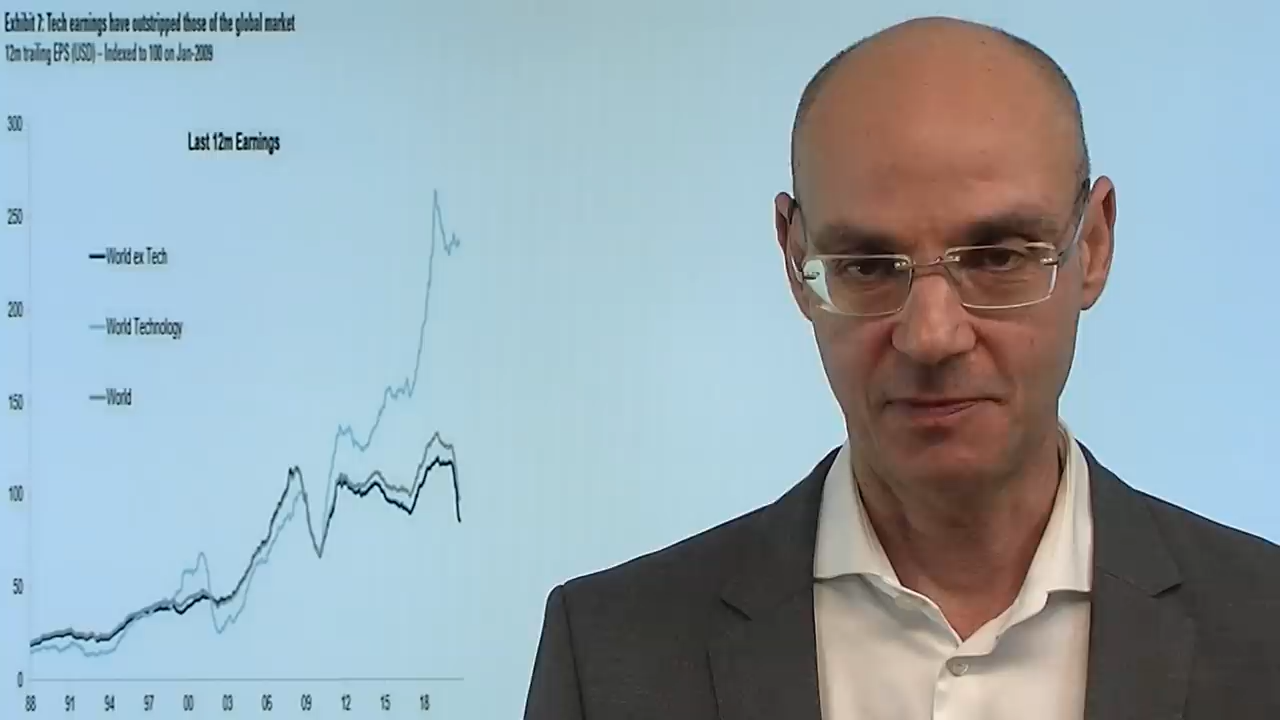 Exhibit 7: Tech earnings have outstripped those of the global market
12m trailing EPS (USD) – Indexed to 100 on Jan-2009
Last 12m Earnings
300
250
200
150
100
50
0
World ex Tech
World Technology
World
88 91 94 97 00 03 06 09 12 15 18